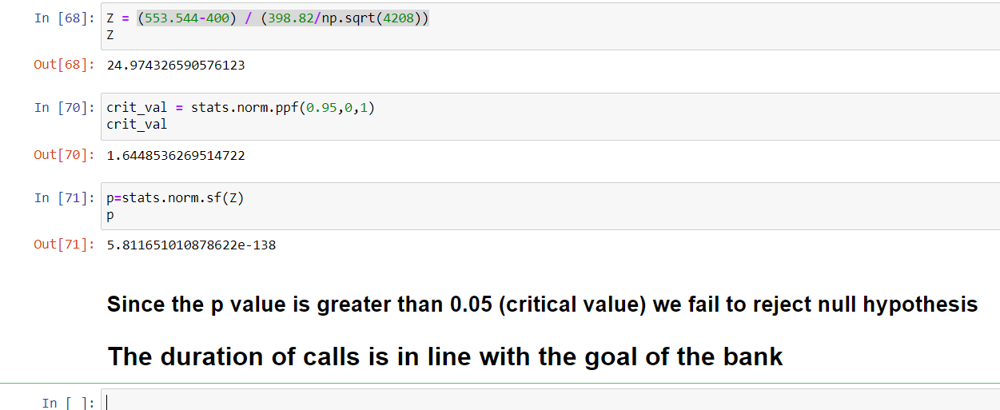 In [68]: Z = (553.544-400) / (398.82/np.sqrt(4208))
Z
Out[68]: 24.974326590576123
In [70]: crit_val = stats.norm.ppf(0.95,0,1)
crit_val
Out[70]: 1.6448536269514722
In [71]: p=stats.norm.sf(Z)
p
Out[71]: 5.811651010878622e-138
Since the p value is greater than 0.05 (critical value) we fail to reject null hypothesis
The duration of calls is in line with the goal of the bank
In [ ]: